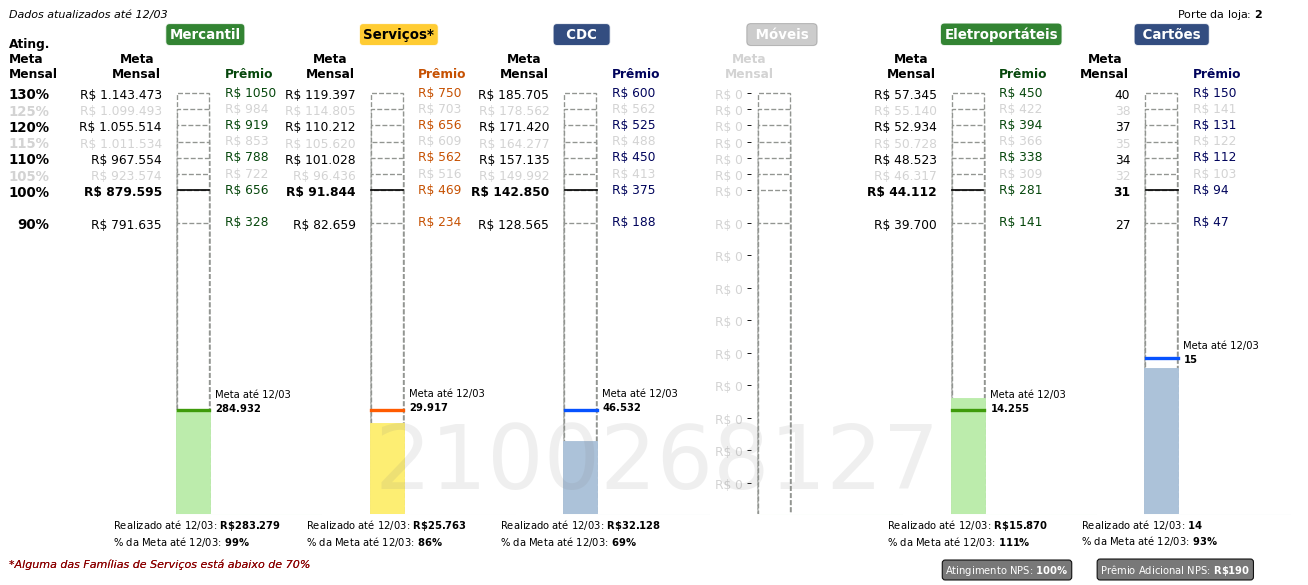 Dados atualizados até 12/03
Porte da loja: 2
Mercantil Serviços* CDC Móveis Eletroportáteis Cartões
Ating. Meta Mensal
Meta Mensal Prêmio Meta Mensal Prêmio Meta Mensal Prêmio Meta Mensal Meta Mensal Prêmio Meta Mensal Prêmio
130% R$ 1.143.473 R$ 1050 R$ 119.397 R$ 750 R$ 185.705 R$ 600 R$ 0 R$ 57.345 R$ 450 40 R$ 150
125% R$ 1.099.493 R$ 984 R$ 114.805 R$ 703 R$ 178.562 R$ 562 R$ 0 R$ 55.140 R$ 422 38 R$ 141
120% R$ 1.055.514 R$ 919 R$ 110.212 R$ 656 R$ 171.420 R$ 525 R$ 0 R$ 52.934 R$ 394 37 R$ 131
115% R$ 1.011.534 R$ 853 R$ 105.620 R$ 609 R$ 164.277 R$ 488 R$ 0 R$ 50.728 R$ 366 35 R$ 122
110% R$ 967.554 R$ 788 R$ 101.028 R$ 562 R$ 157.135 R$ 450 R$ 0 R$ 48.523 R$ 338 34 R$ 112
105% R$ 923.574 R$ 722 R$ 96.436 R$ 516 R$ 149.992 R$ 413 R$ 0 R$ 46.317 R$ 309 32 R$ 103
100% R$ 879.595 R$ 656 R$ 91.844 R$ 469 R$ 142.850 R$ 375 R$ 0 R$ 44.112 R$ 281 31 R$ 94
90% R$ 791.635 R$ 328 R$ 82.659 R$ 234 R$ 128.565 R$ 188 R$ 0 R$ 39.700 R$ 141 27 R$ 47
R$ 0
R$ 0
R$ 0
R$ 0
Meta até 12/03
15
R$ 0
Meta até 12/03 Meta até 12/03 Meta até 12/03 Meta até 12/03
284.932 29.917 46.532 14.255
R$ 0
R$ 0
2100268127
R$ 0
Realizado até 12/03: R$283.279 Realizado até 12/03: R$25.763 Realizado até 12/03: R$32.128 Realizado até 12/03: R$15.870 Realizado até 12/03: 14
% da Meta até 12/03: 99% % da Meta até 12/03: 86% % da Meta até 12/03: 69% % da Meta até 12/03: 111% % da Meta até 12/03: 93%
*Alguma das Famílias de Serviços está abaixo de 70%
Atingimento NPS: 100% Prêmio Adicional NPS: R$190